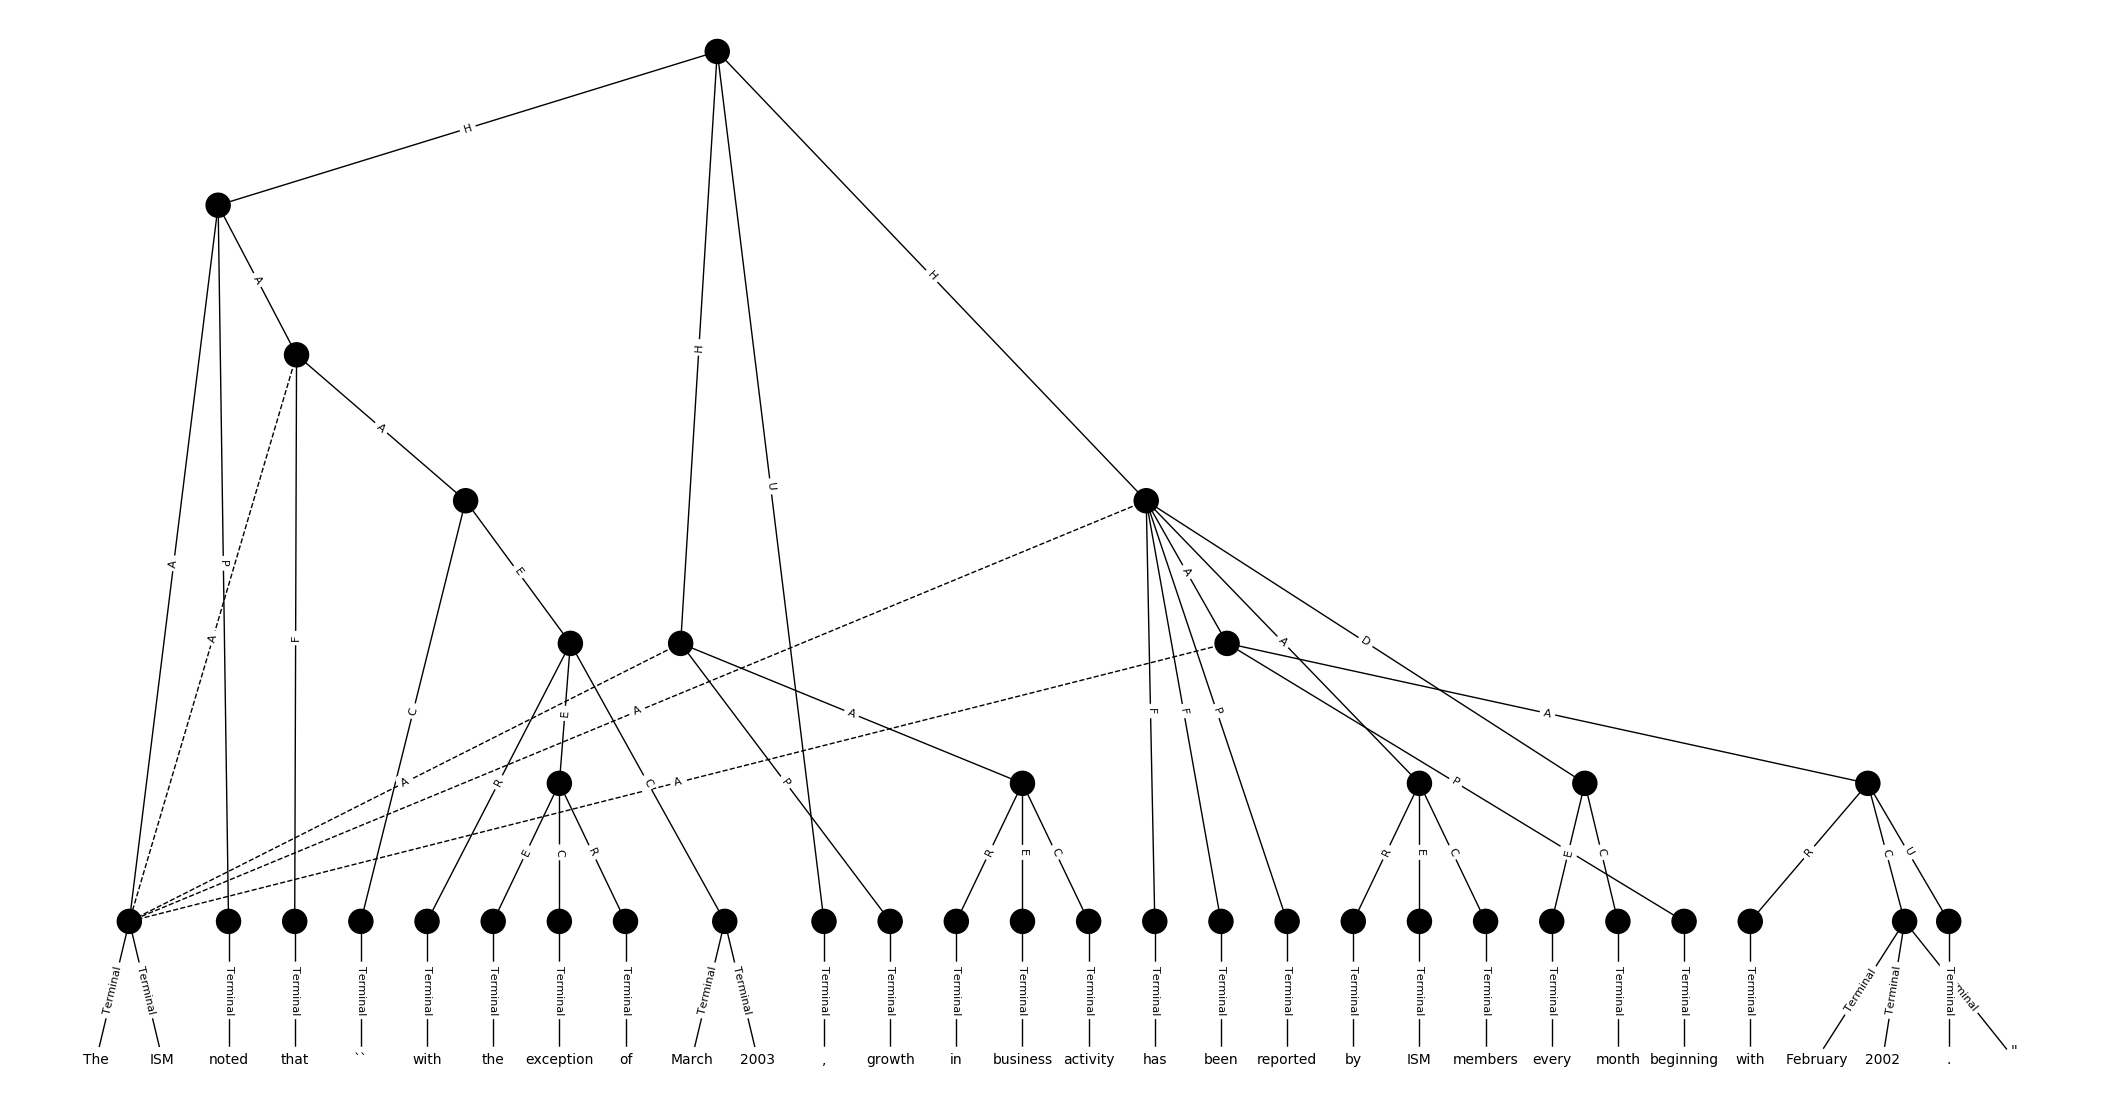 H
H
A
H
A
U
E
A
P
F
A
A
D
A
C
E
A
F
F
P
A
A
R
C
A
P
P
E
C
R
R
E
C
R
E
C
E
C
R
C
U
Terminal Terminal Terminal Terminal Terminal Terminal Terminal Terminal Terminal Terminal Terminal Terminal Terminal Terminal Terminal Terminal Terminal Terminal Terminal Terminal Terminal Terminal Terminal Terminal Terminal Terminal Terminal Terminal Terminal minal
The ISM noted that `` with the exception of March 2003 , growth in business activity has been reported by ISM members every month beginning with February 2002 . "